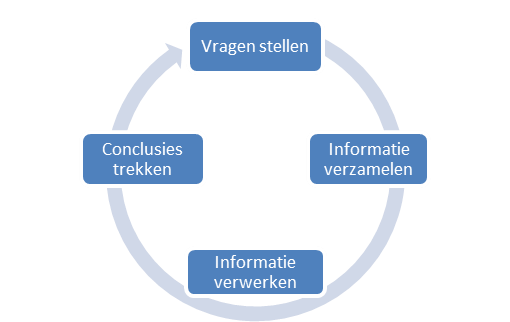 Vragen stellen
Informatie
verzamelen
Informatie
verwerken
Conclusies
trekken